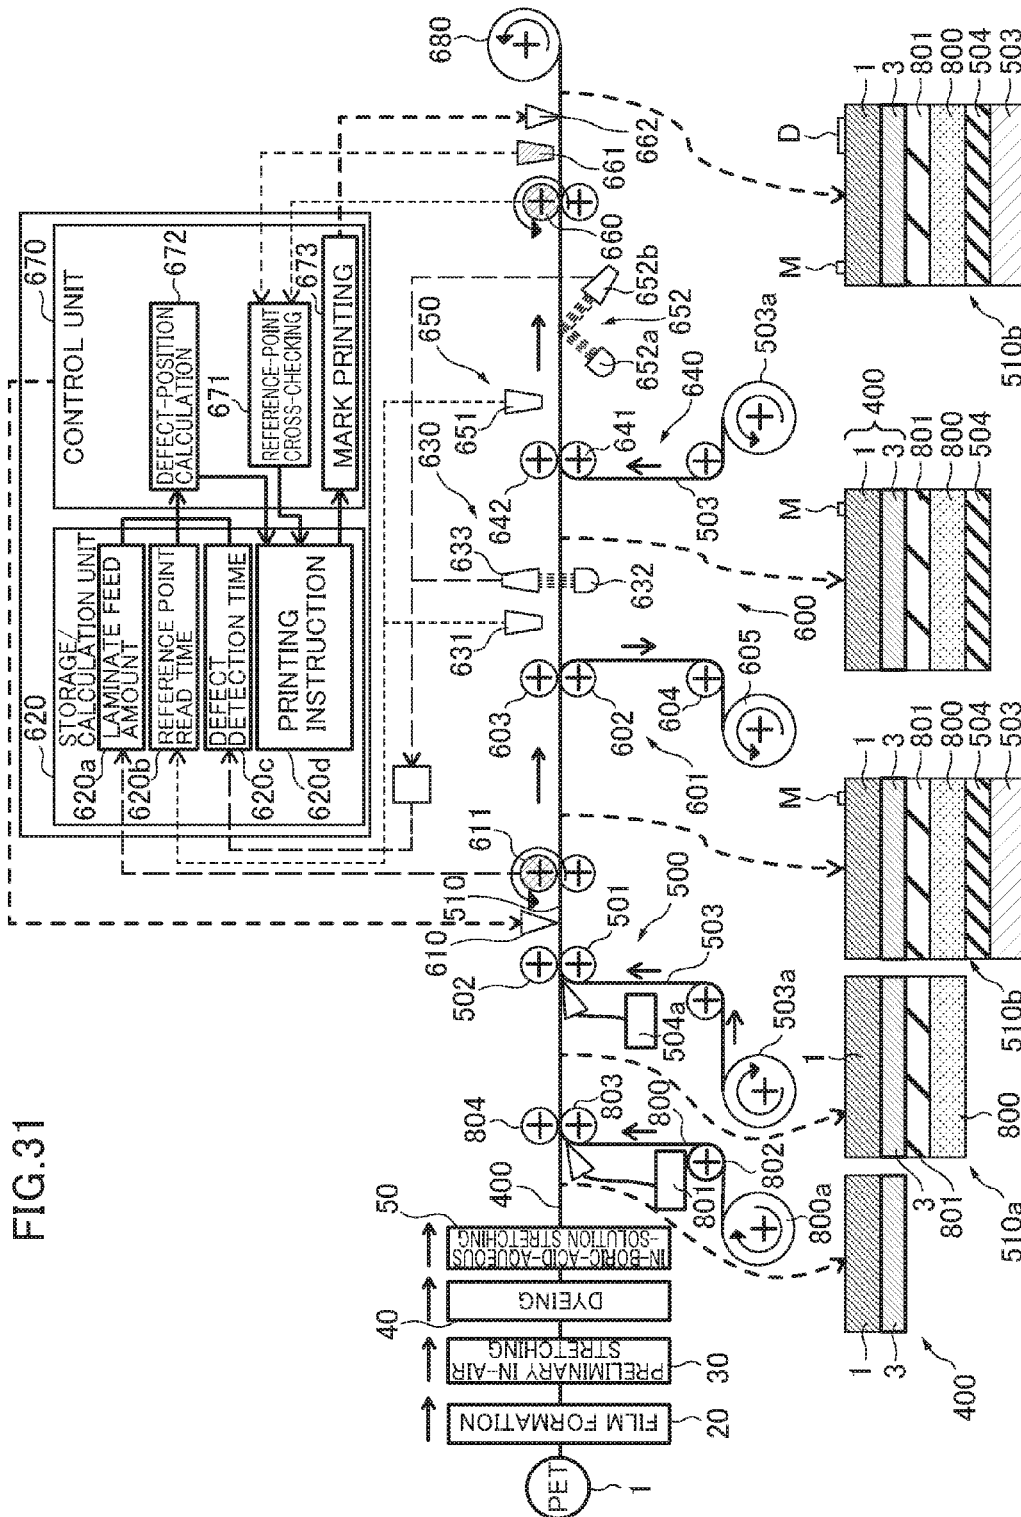 FIG.31
670
CONTROL UNIT
DEFECT-POSITION
CALCULATION
672
671
REFERENCE-POINT
CROSS-CHECKING
673
MARK PRINTING
620
STORAGE/
CALCULATION UNIT
620a
LAMINATE FEED
AMOUNT
620b
REFERENCE POINT
READ TIME
620c
DEFECT
DETECTION TIME
620d
PRINTING
INSTRUCTION
PET
1
FILM FORMATION
20
PRELIMINARY IN-AIR
STRETCHING
30
DYEING
40
IN-BORIC-ACID-AQUEOUS
-SOLUTION STRETCHING
50
400
804
803
800
801
802
800a
502
501
500
503
504a
503a
610
510
611
603
602
601
604
605
600
631
633
632
630
642
641
640
503
503a
651
650
652a
652b
652
660
661
662
680
1
3
400
1
3
801
800
510a
M
1
3
801
800
504
503
510b
M
1
3
400
801
800
504
M
D
1
3
801
800
504
503
510b